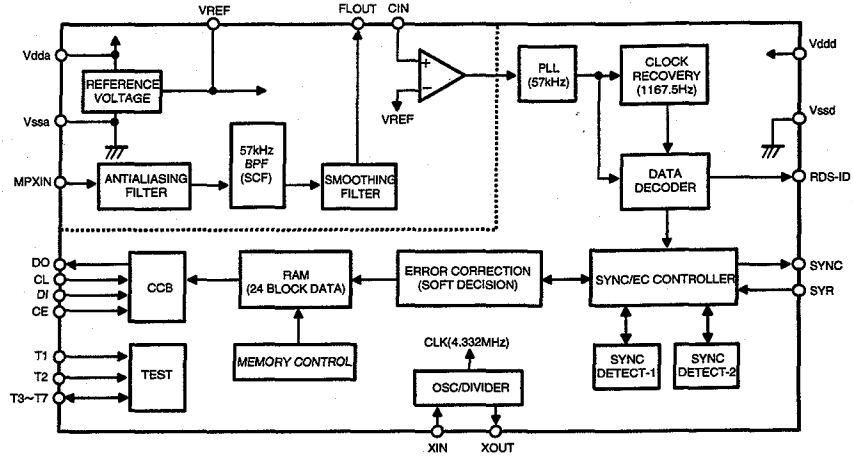 VREF
FLOUT
CIN
Vdda
Vddd
REFERENCE
VOLTAGE
+
−
VREF
PLL
(57kHz)
CLOCK
RECOVERY
(1167.5Hz)
Vssa
Vssd
MPXIN
ANTIALIASING
FILTER
57kHz
BPF
(SCF)
SMOOTHING
FILTER
DATA
DECODER
RDS-ID
DO
CL
DI
CE
CCB
RAM
(24 BLOCK DATA)
ERROR CORRECTION
(SOFT DECISION)
SYNC/EC CONTROLLER
SYNC
SYR
T1
T2
T3~T7
TEST
MEMORY CONTROL
CLK(4.332MHz)
OSC/DIVIDER
SYNC
DETECT-1
SYNC
DETECT-2
XIN
XOUT